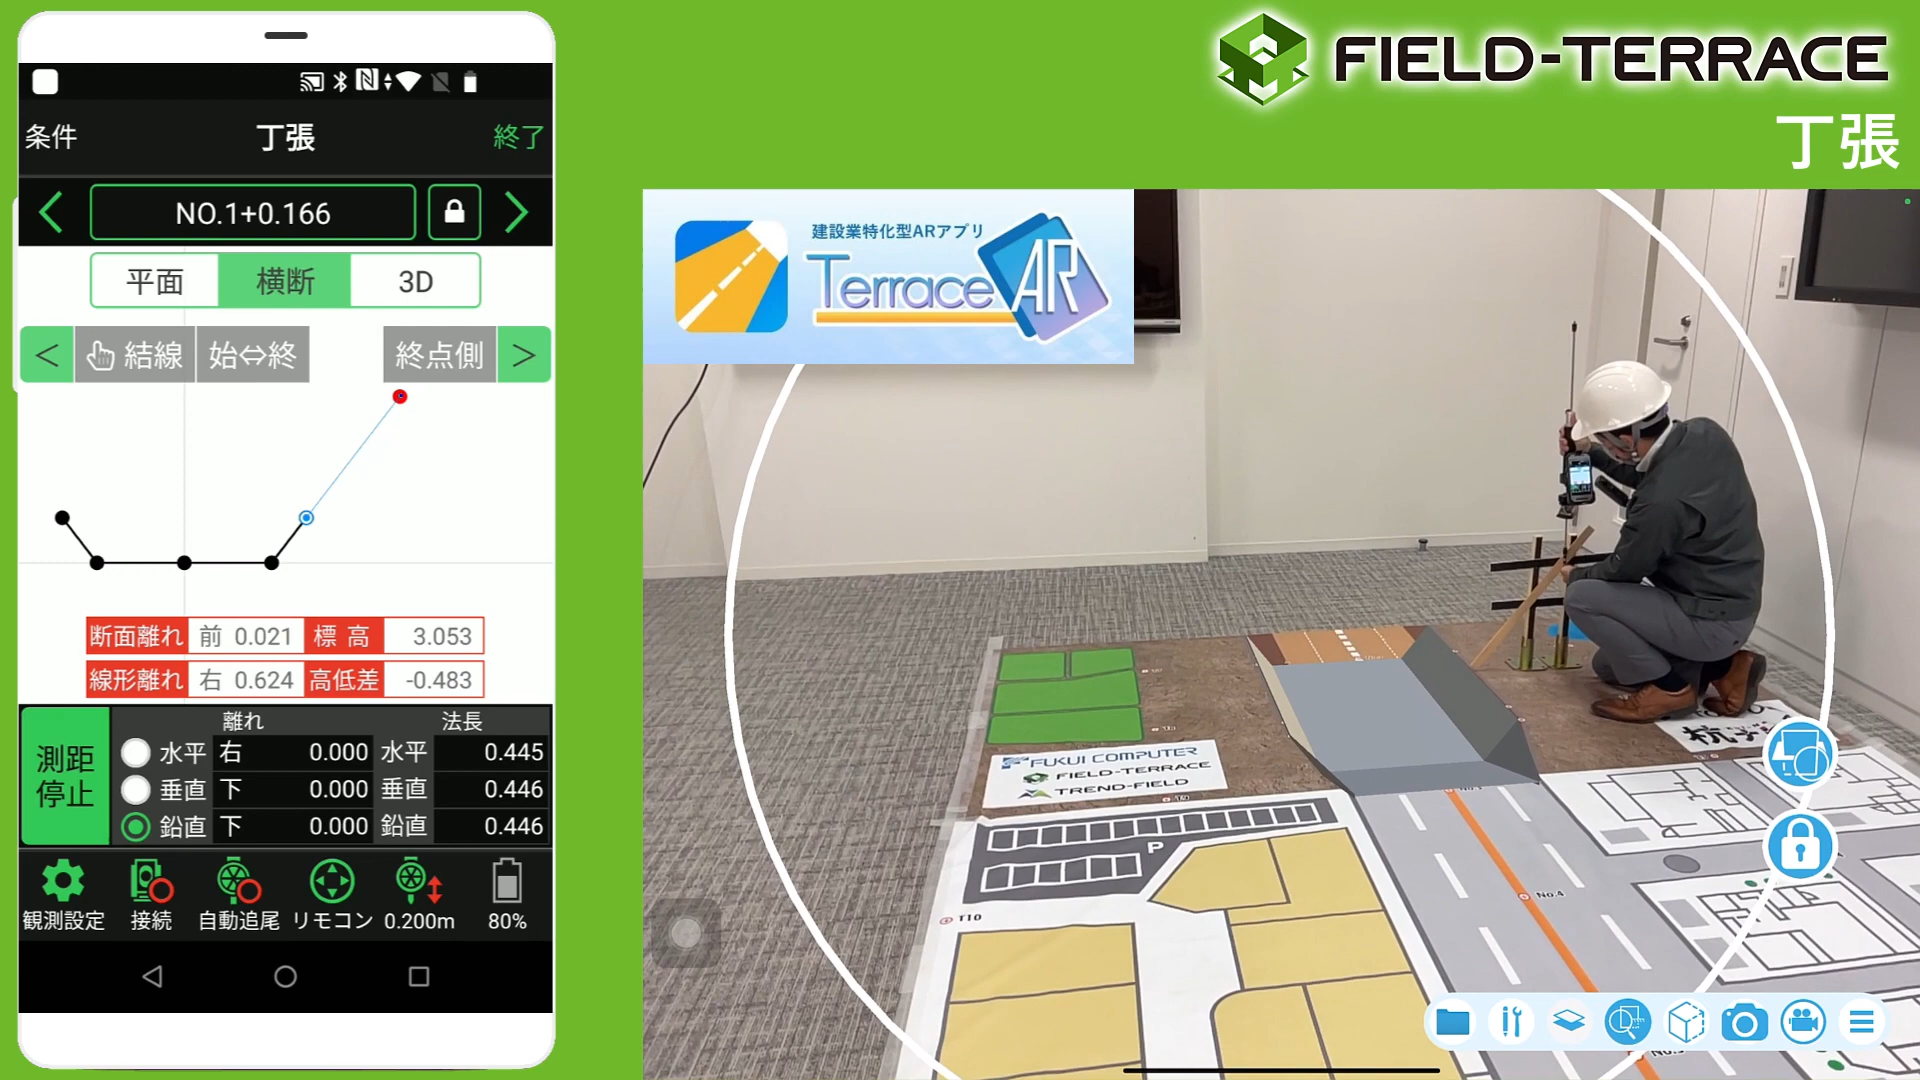 条件
丁張
終了
NO.1+0.166
平面
横断
3D
<
結線
始⇔終
終点側
>
断面離れ 前 0.021 標 高 3.053
線形離れ 右 0.624 高低差 -0.483
測距
停止
離れ 法長
水平 右 0.000 水平 0.445
垂直 下 0.000 垂直 0.446
鉛直 下 0.000 鉛直 0.446
観測設定
接続
自動追尾
リモコン
0.200m
80%
FIELD-TERRACE
丁張
建設業特化型ARアプリ
Terrace AR
FUKUI COMPUTER
FIELD-TERRACE
TREND-FIELD
P
T10
No.4